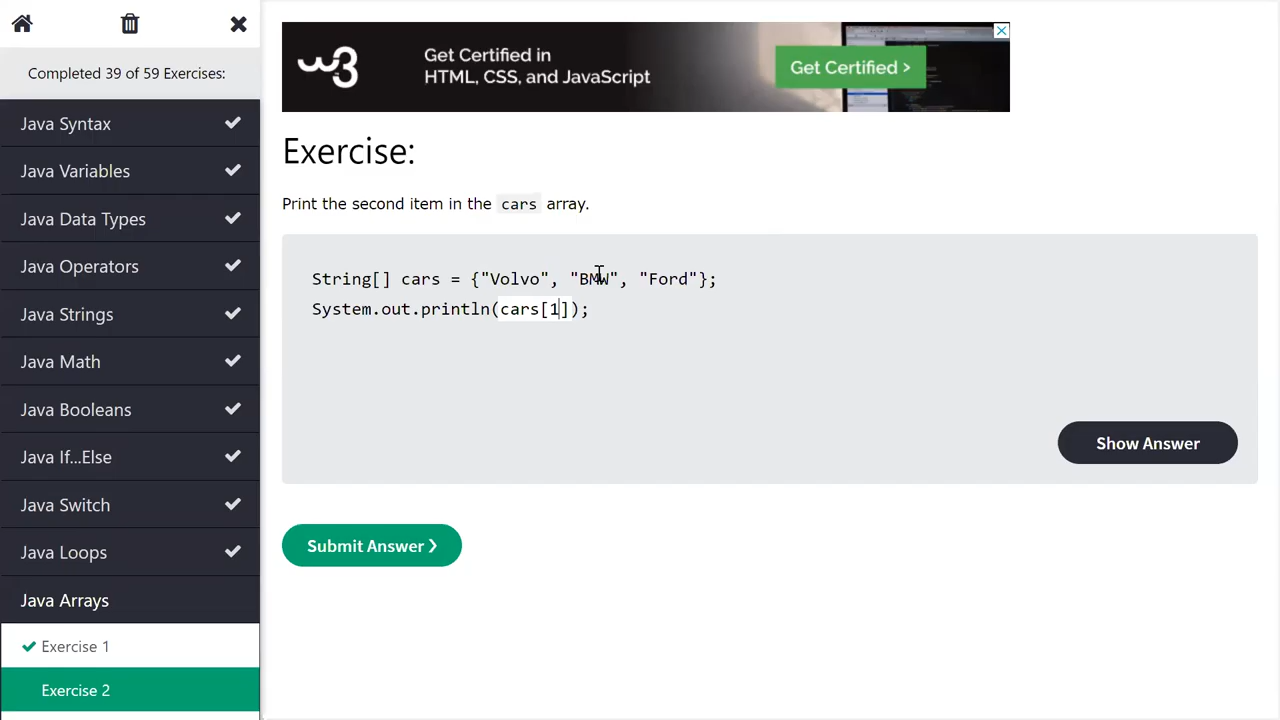 Completed 39 of 59 Exercises:
Java Syntax
Java Variables
Java Data Types
Java Operators
Java Strings
Java Math
Java Booleans
Java If...Else
Java Switch
Java Loops
Java Arrays
Exercise 1
Exercise 2
w3
Get Certified in
HTML, CSS, and JavaScript
Get Certified >
Exercise:
Print the second item in the cars array.
String[] cars = {"Volvo", "BMW", "Ford"};
System.out.println(cars[1]);
Show Answer
Submit Answer ❯